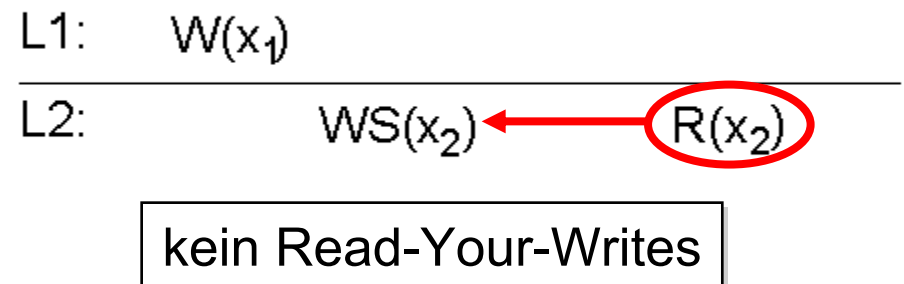 L1: W(x₁)
L2: WS(x₂) R(x₂)
kein Read-Your-Writes